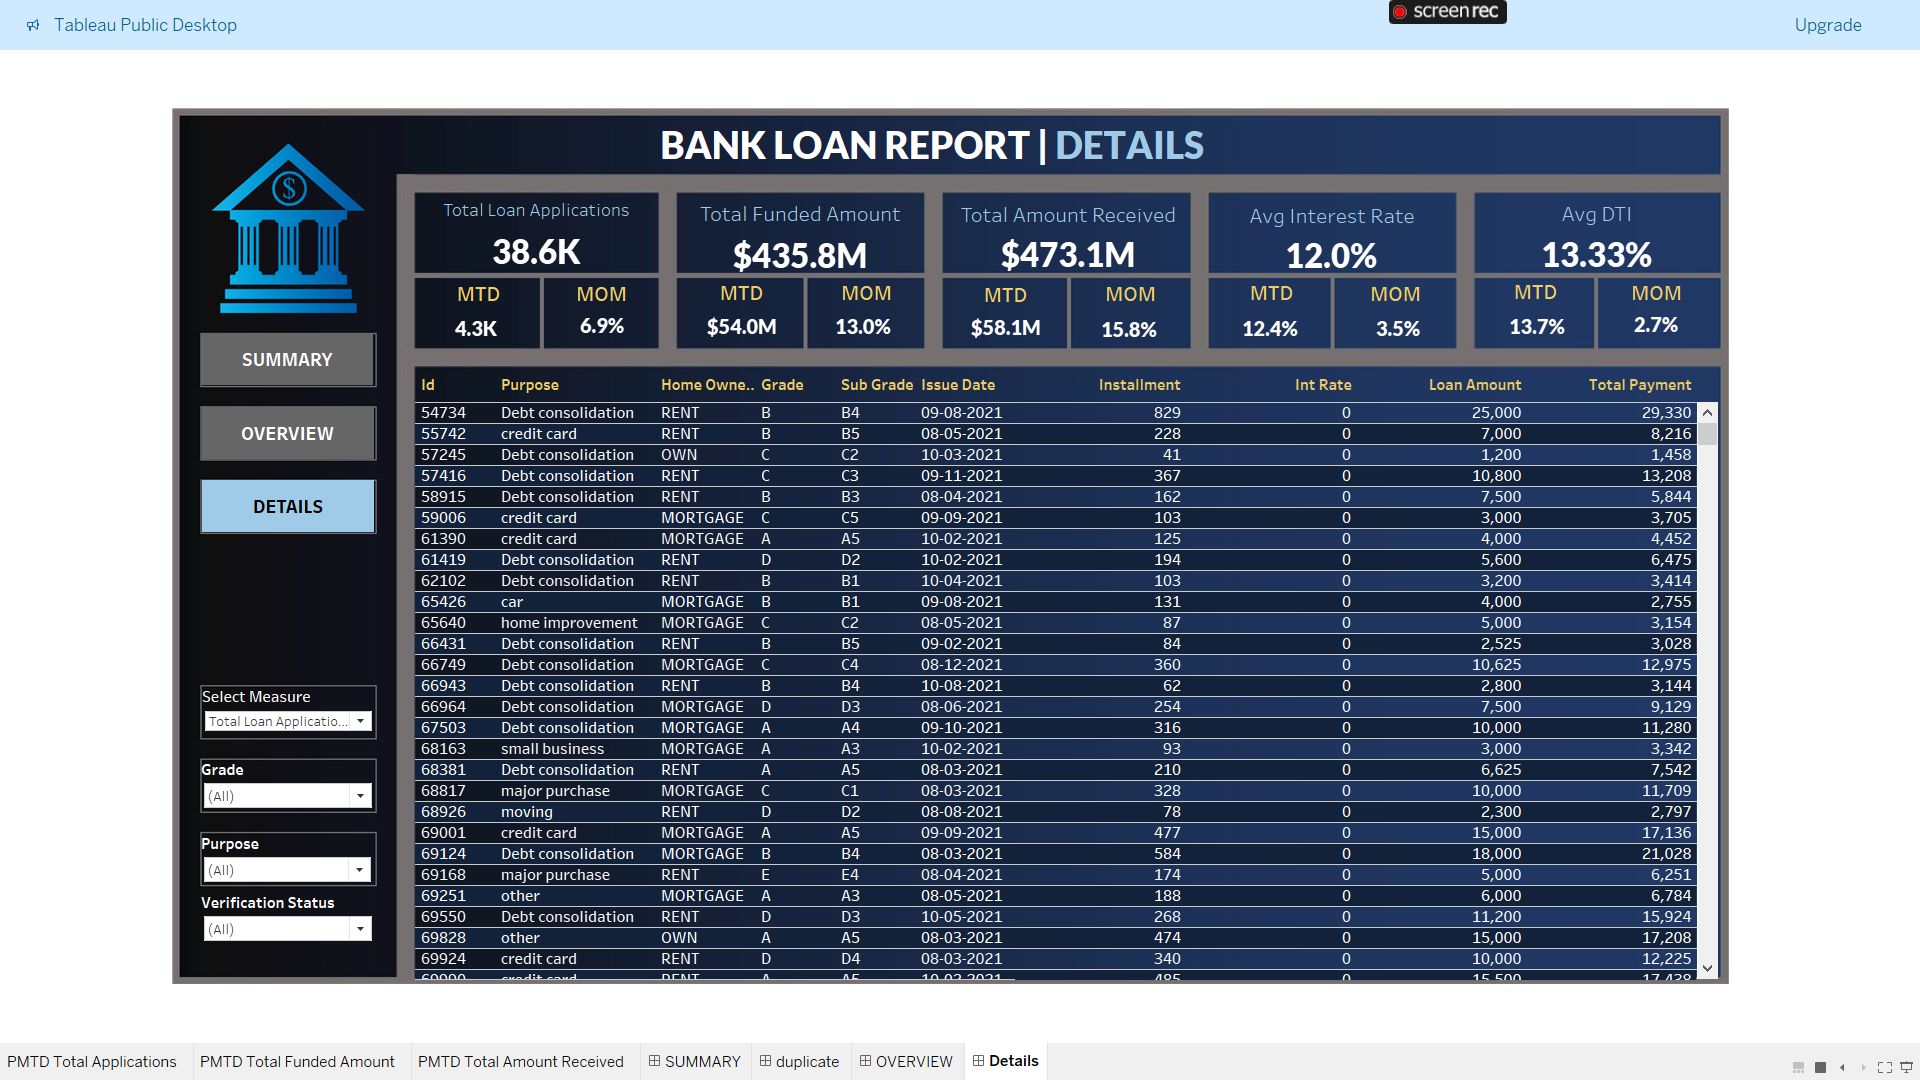 Tableau Public Desktop
screenrec
Upgrade
BANK LOAN REPORT | DETAILS
$
Total Loan Applications
38.6K
MTD
4.3K
MOM
6.9%
Total Funded Amount
$435.8M
MTD
$54.0M
MOM
13.0%
Total Amount Received
$473.1M
MTD
$58.1M
MOM
15.8%
Avg Interest Rate
12.0%
MTD
12.4%
MOM
3.5%
Avg DTI
13.33%
MTD
13.7%
MOM
2.7%
SUMMARY
OVERVIEW
DETAILS
Select Measure
Total Loan Applicatio...
Grade
(All)
Purpose
(All)
Verification Status
(All)
Id Purpose Home Owne.. Grade Sub Grade Issue Date Installment Int Rate Loan Amount Total Payment
54734 Debt consolidation RENT B B4 09-08-2021 829 0 25,000 29,330
55742 credit card RENT B B5 08-05-2021 228 0 7,000 8,216
57245 Debt consolidation OWN C C2 10-03-2021 41 0 1,200 1,458
57416 Debt consolidation RENT C C3 09-11-2021 367 0 10,800 13,208
58915 Debt consolidation RENT B B3 08-04-2021 162 0 7,500 5,844
59006 credit card MORTGAGE C C5 09-09-2021 103 0 3,000 3,705
61390 credit card MORTGAGE A A5 10-02-2021 125 0 4,000 4,452
61419 Debt consolidation RENT D D2 10-02-2021 194 0 5,600 6,475
62102 Debt consolidation RENT B B1 10-04-2021 103 0 3,200 3,414
65426 car MORTGAGE B B1 09-08-2021 131 0 4,000 2,755
65640 home improvement MORTGAGE C C2 08-05-2021 87 0 5,000 3,154
66431 Debt consolidation RENT B B5 09-02-2021 84 0 2,525 3,028
66749 Debt consolidation MORTGAGE C C4 08-12-2021 360 0 10,625 12,975
66943 Debt consolidation RENT B B4 10-08-2021 62 0 2,800 3,144
66964 Debt consolidation MORTGAGE D D3 08-06-2021 254 0 7,500 9,129
67503 Debt consolidation MORTGAGE A A4 09-10-2021 316 0 10,000 11,280
68163 small business MORTGAGE A A3 10-02-2021 93 0 3,000 3,342
68381 Debt consolidation RENT A A5 08-03-2021 210 0 6,625 7,542
68817 major purchase MORTGAGE C C1 08-03-2021 328 0 10,000 11,709
68926 moving RENT D D2 08-08-2021 78 0 2,300 2,797
69001 credit card MORTGAGE A A5 09-09-2021 477 0 15,000 17,136
69124 Debt consolidation MORTGAGE B B4 08-03-2021 584 0 18,000 21,028
69168 major purchase RENT E E4 08-04-2021 174 0 5,000 6,251
69251 other MORTGAGE A A3 08-05-2021 188 0 6,000 6,784
69550 Debt consolidation RENT D D3 10-05-2021 268 0 11,200 15,924
69828 other OWN A A5 08-03-2021 474 0 15,000 17,208
69924 credit card RENT D D4 08-03-2021 340 0 10,000 12,225
credit card RENT A 485 0 15,500
PMTD Total Applications
PMTD Total Funded Amount
PMTD Total Amount Received
SUMMARY
duplicate
OVERVIEW
Details